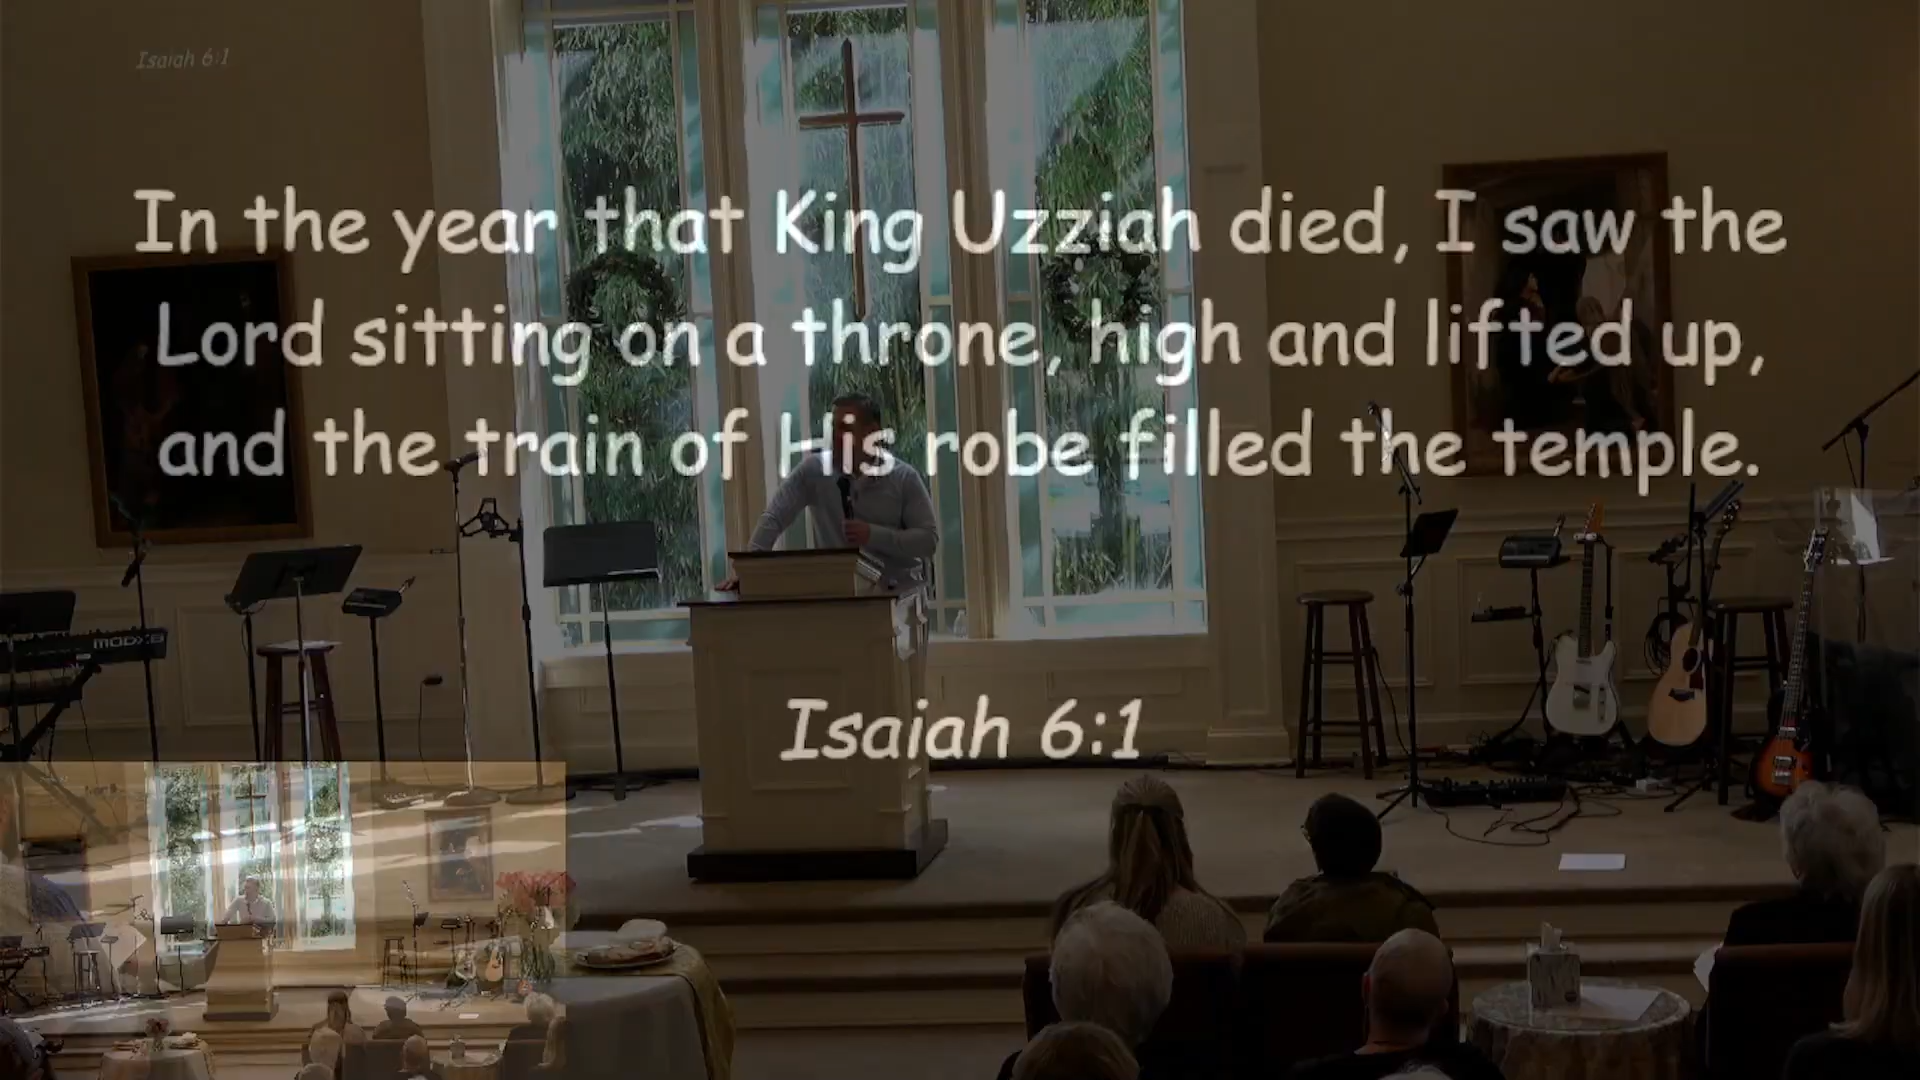 Isaiah 6:1
In the year that King Uzziah died, I saw the
Lord sitting on a throne, high and lifted up,
and the train of His robe filled the temple.
MODX8
Isaiah 6:1